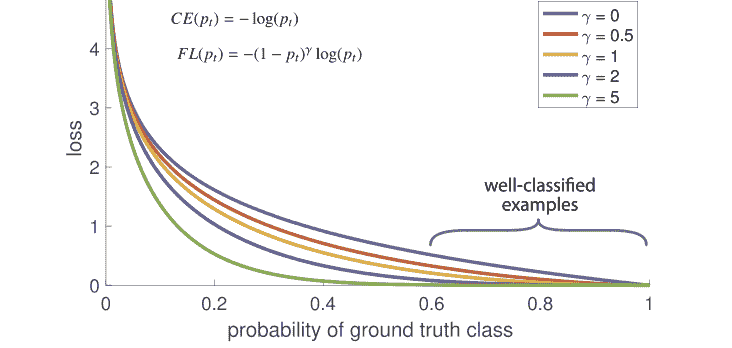 CE(pₜ) = − log(pₜ)
FL(pₜ) = −(1 − pₜ)^γ log(pₜ)
γ = 0
γ = 0.5
γ = 1
γ = 2
γ = 5
well-classified
examples
loss
4
3
2
1
0
0 0.2 0.4 0.6 0.8 1
probability of ground truth class